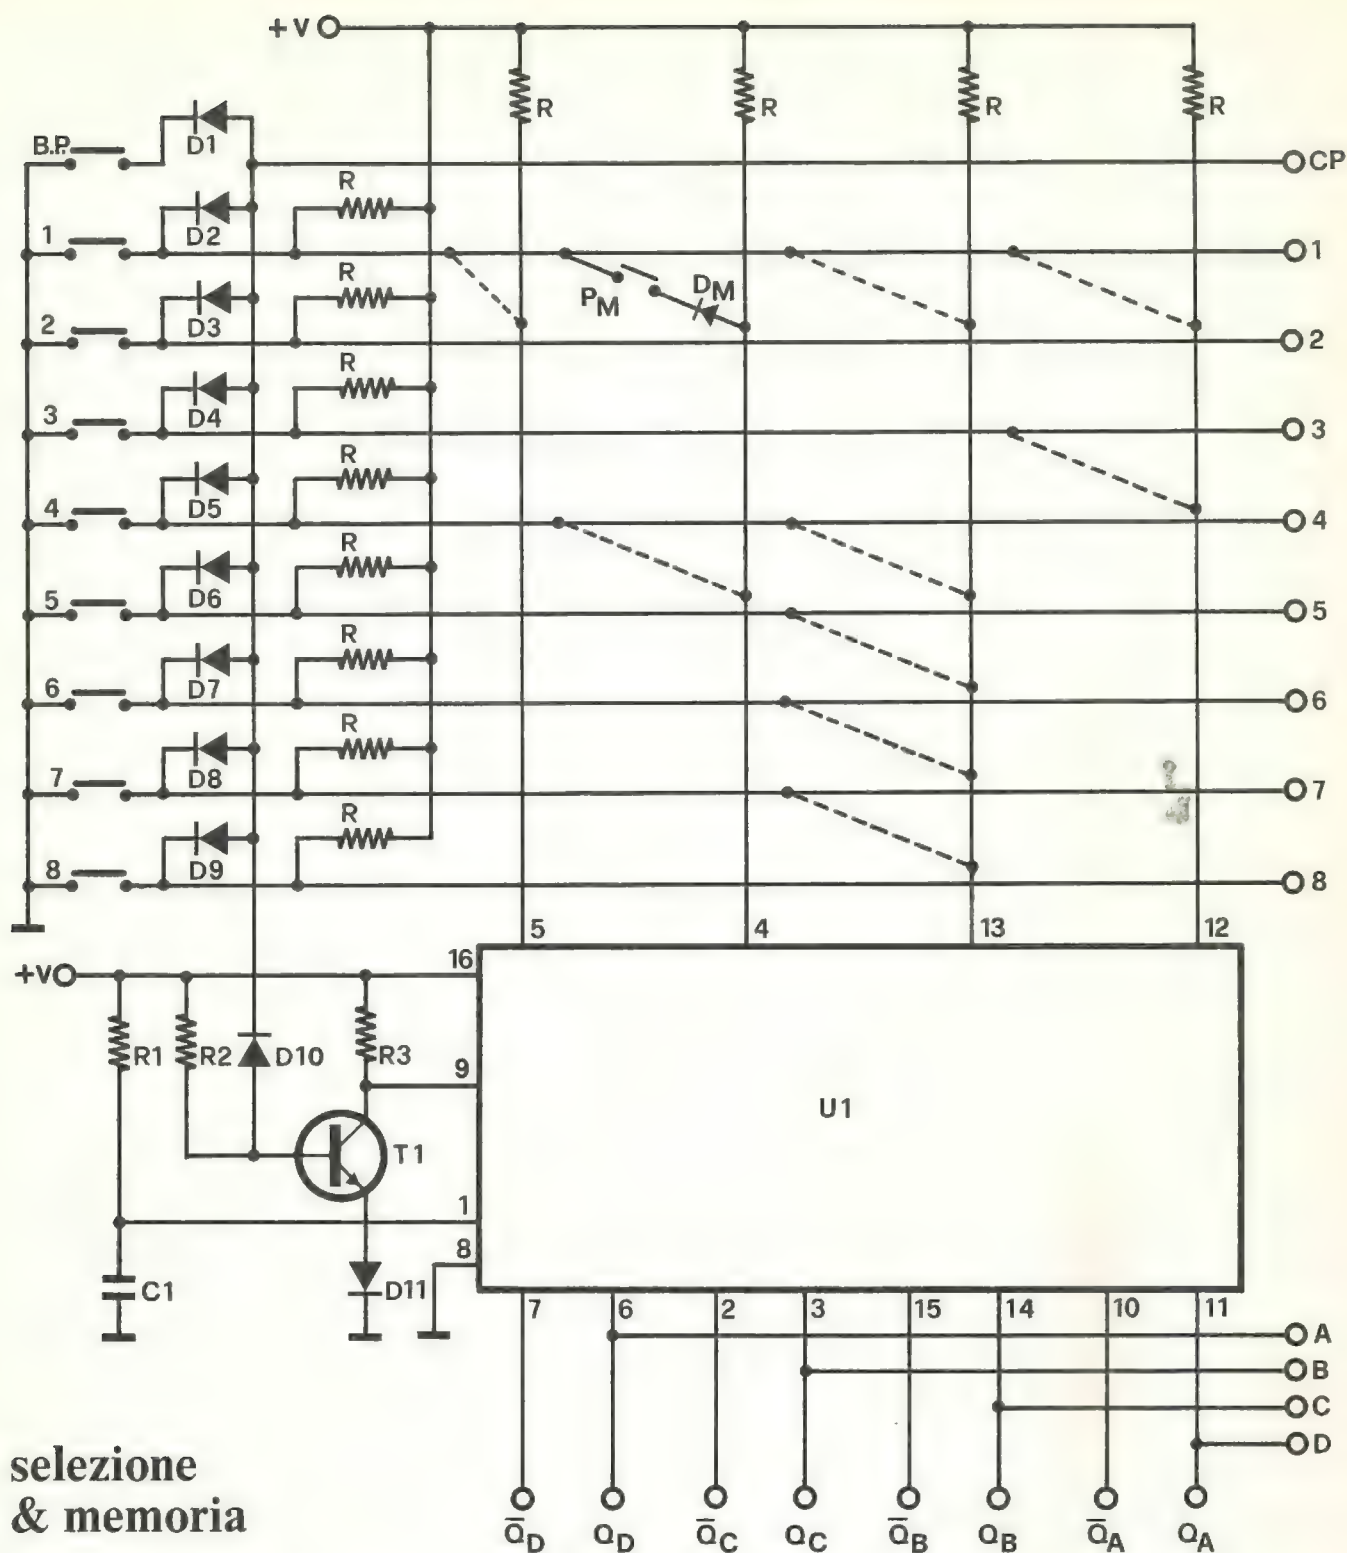 +V
R R R R
D1
B.P.
CP
R
D2
1
1
R
PM DM
D3
2
2
R
D4
3
3
R
D5
4
4
R
D6
5
5
R
D7
6
6
R
D8
7
7
R
D9
8
8
5 4 13 12
+V
16
R1 R2 D10 R3
9
U1
T1
1
8
C1 D11
7 6 2 3 15 14 10 11
A
B
C
D
selezione
& memoria
Q̅D QD Q̅C QC Q̅B QB Q̅A QA